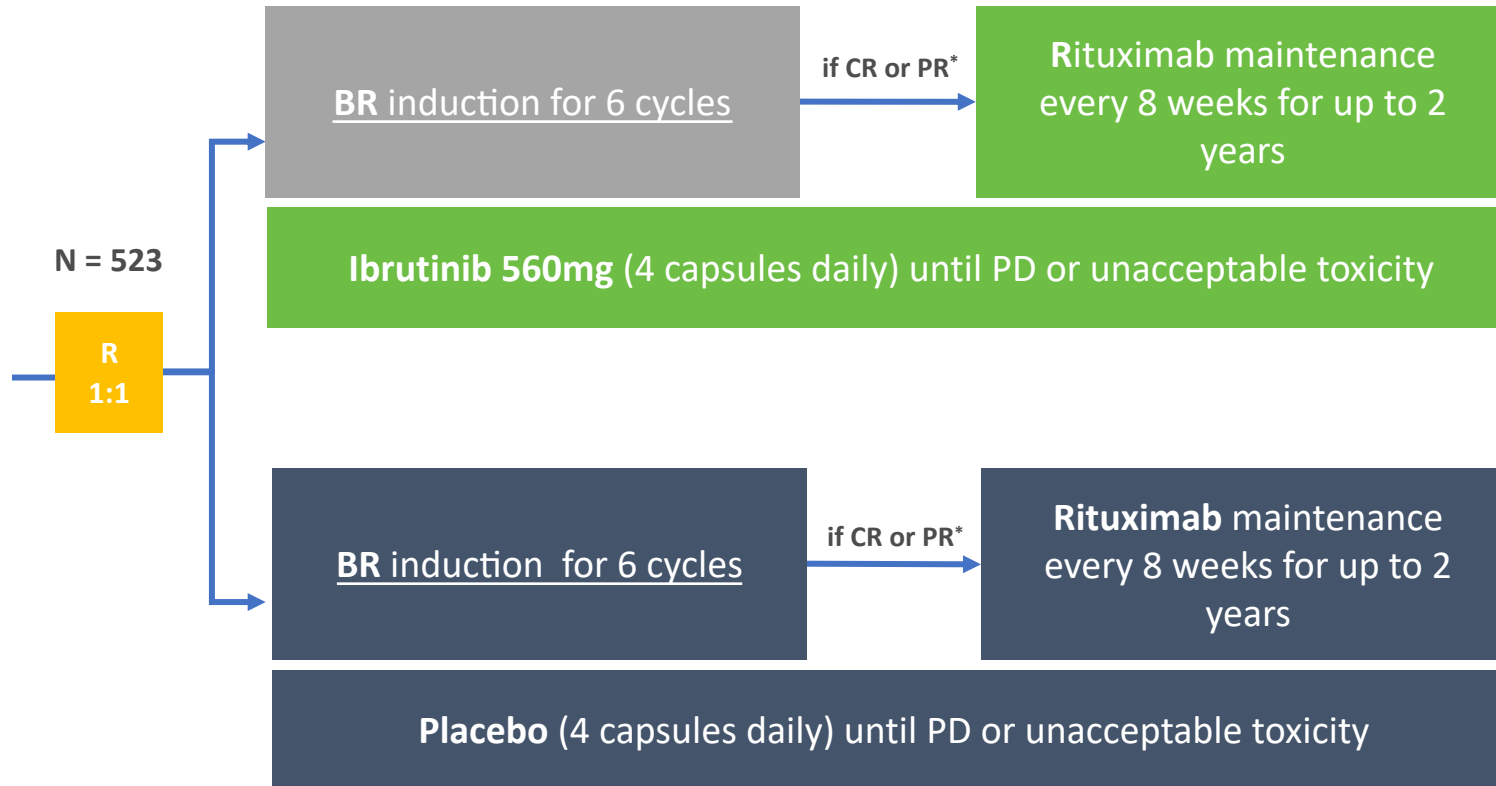 BR induction for 6 cycles
if CR or PR*
Rituximab maintenance
every 8 weeks for up to 2
years
Ibrutinib 560mg (4 capsules daily) until PD or unacceptable toxicity
N = 523
R
1:1
BR induction for 6 cycles
if CR or PR*
Rituximab maintenance
every 8 weeks for up to 2
years
Placebo (4 capsules daily) until PD or unacceptable toxicity